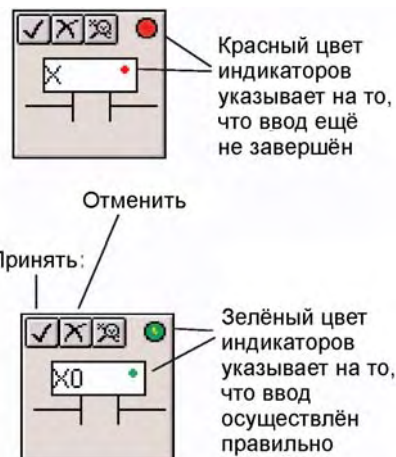 X
Красный цвет
индикаторов
указывает на то,
что ввод ещё
не завершён
Отменить
Принять:
X0
Зелёный цвет
индикаторов
указывает на то,
что ввод
осуществлён
правильно